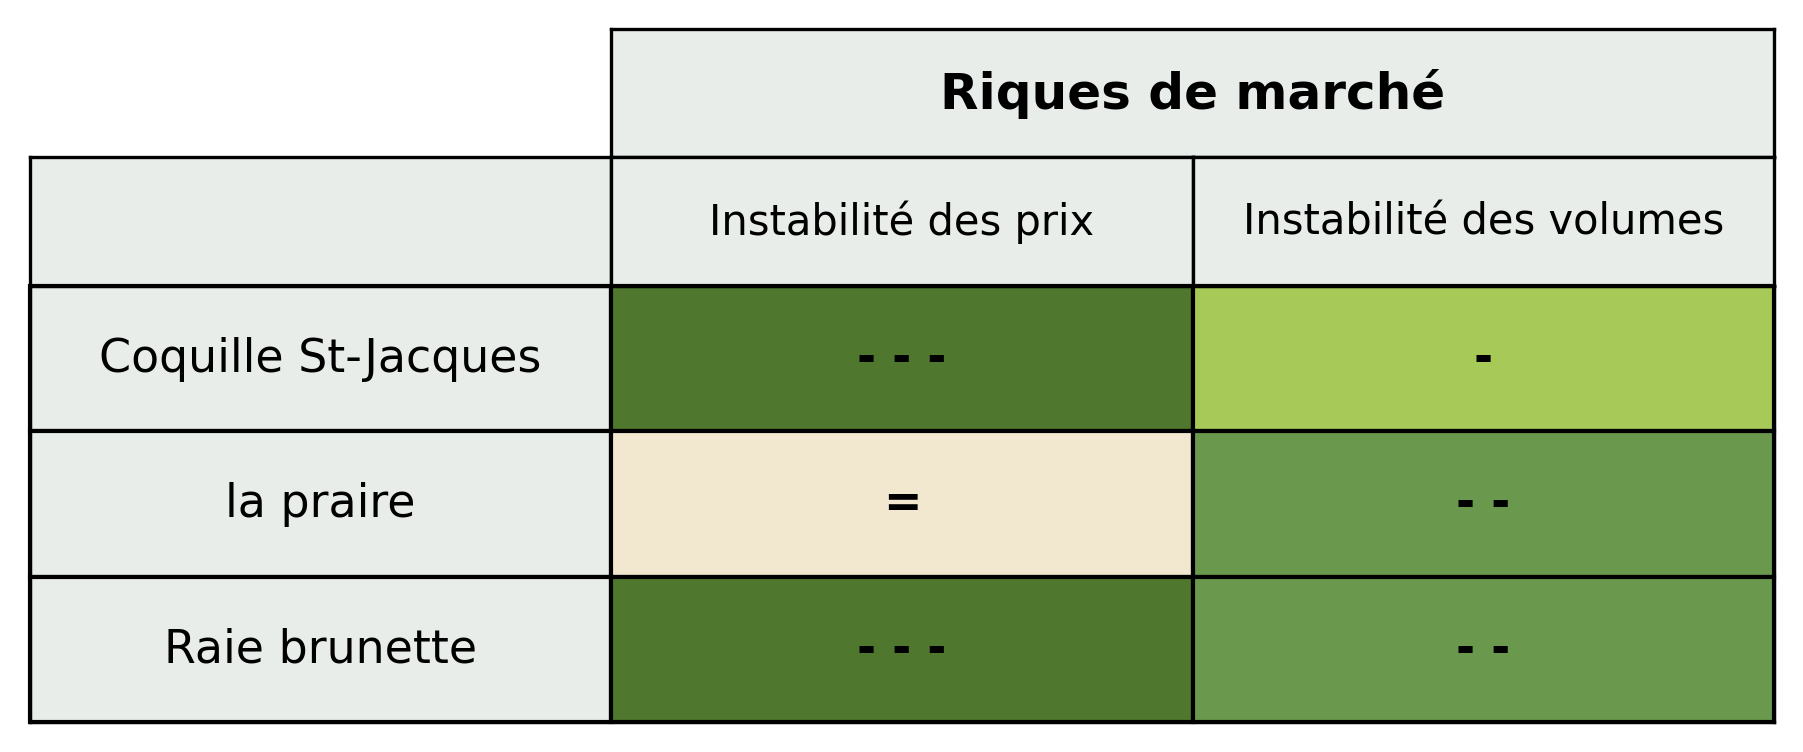 Riques de marché
Instabilité des prix
Instabilité des volumes
Coquille St-Jacques
- - -
-
la praire
=
- -
Raie brunette
- - -
- -